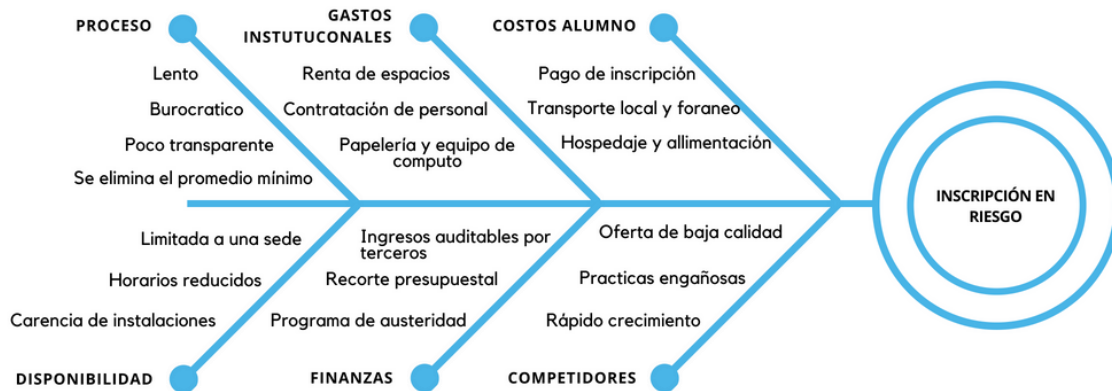 PROCESO
Lento
Burocratico
Poco transparente
Se elimina el promedio mínimo
GASTOS
INSTUTUCONALES
Renta de espacios
Contratación de personal
Papelería y equipo de
computo
COSTOS ALUMNO
Pago de inscripción
Transporte local y foraneo
Hospedaje y allimentación
INSCRIPCIÓN EN
RIESGO
Limitada a una sede
Horarios reducidos
Carencia de instalaciones
DISPONIBILIDAD
Ingresos auditables por
terceros
Recorte presupuestal
Programa de austeridad
FINANZAS
Oferta de baja calidad
Practicas engañosas
Rápido crecimiento
COMPETIDORES